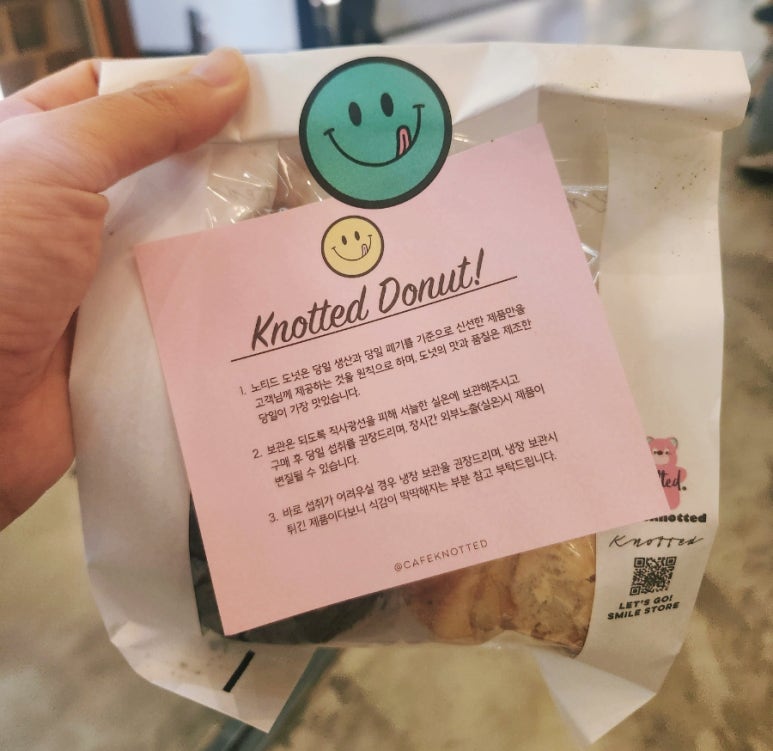 Knotted Donut!
1. 노티드 도넛은 당일 생산과 당일 폐기를 기준으로 신선한 제품만을
고객님께 제공하는 것을 원칙으로 하며, 도넛의 맛과 품질은 제조한
당일이 가장 맛있습니다.
2. 보관은 되도록 직사광선을 피해 서늘한 실온에 보관해주시고
구매 후 당일 섭취를 권장드리며, 장시간 외부노출(실온)시 제품이
변질될 수 있습니다.
3. 바로 섭취가 어려우실 경우 냉장 보관을 권장드리며, 냉장 보관시
튀긴 제품이다보니 식감이 딱딱해지는 부분 참고 부탁드립니다.
@CAFEKNOTTED
Knotted
LET'S GO!
SMILE STORE